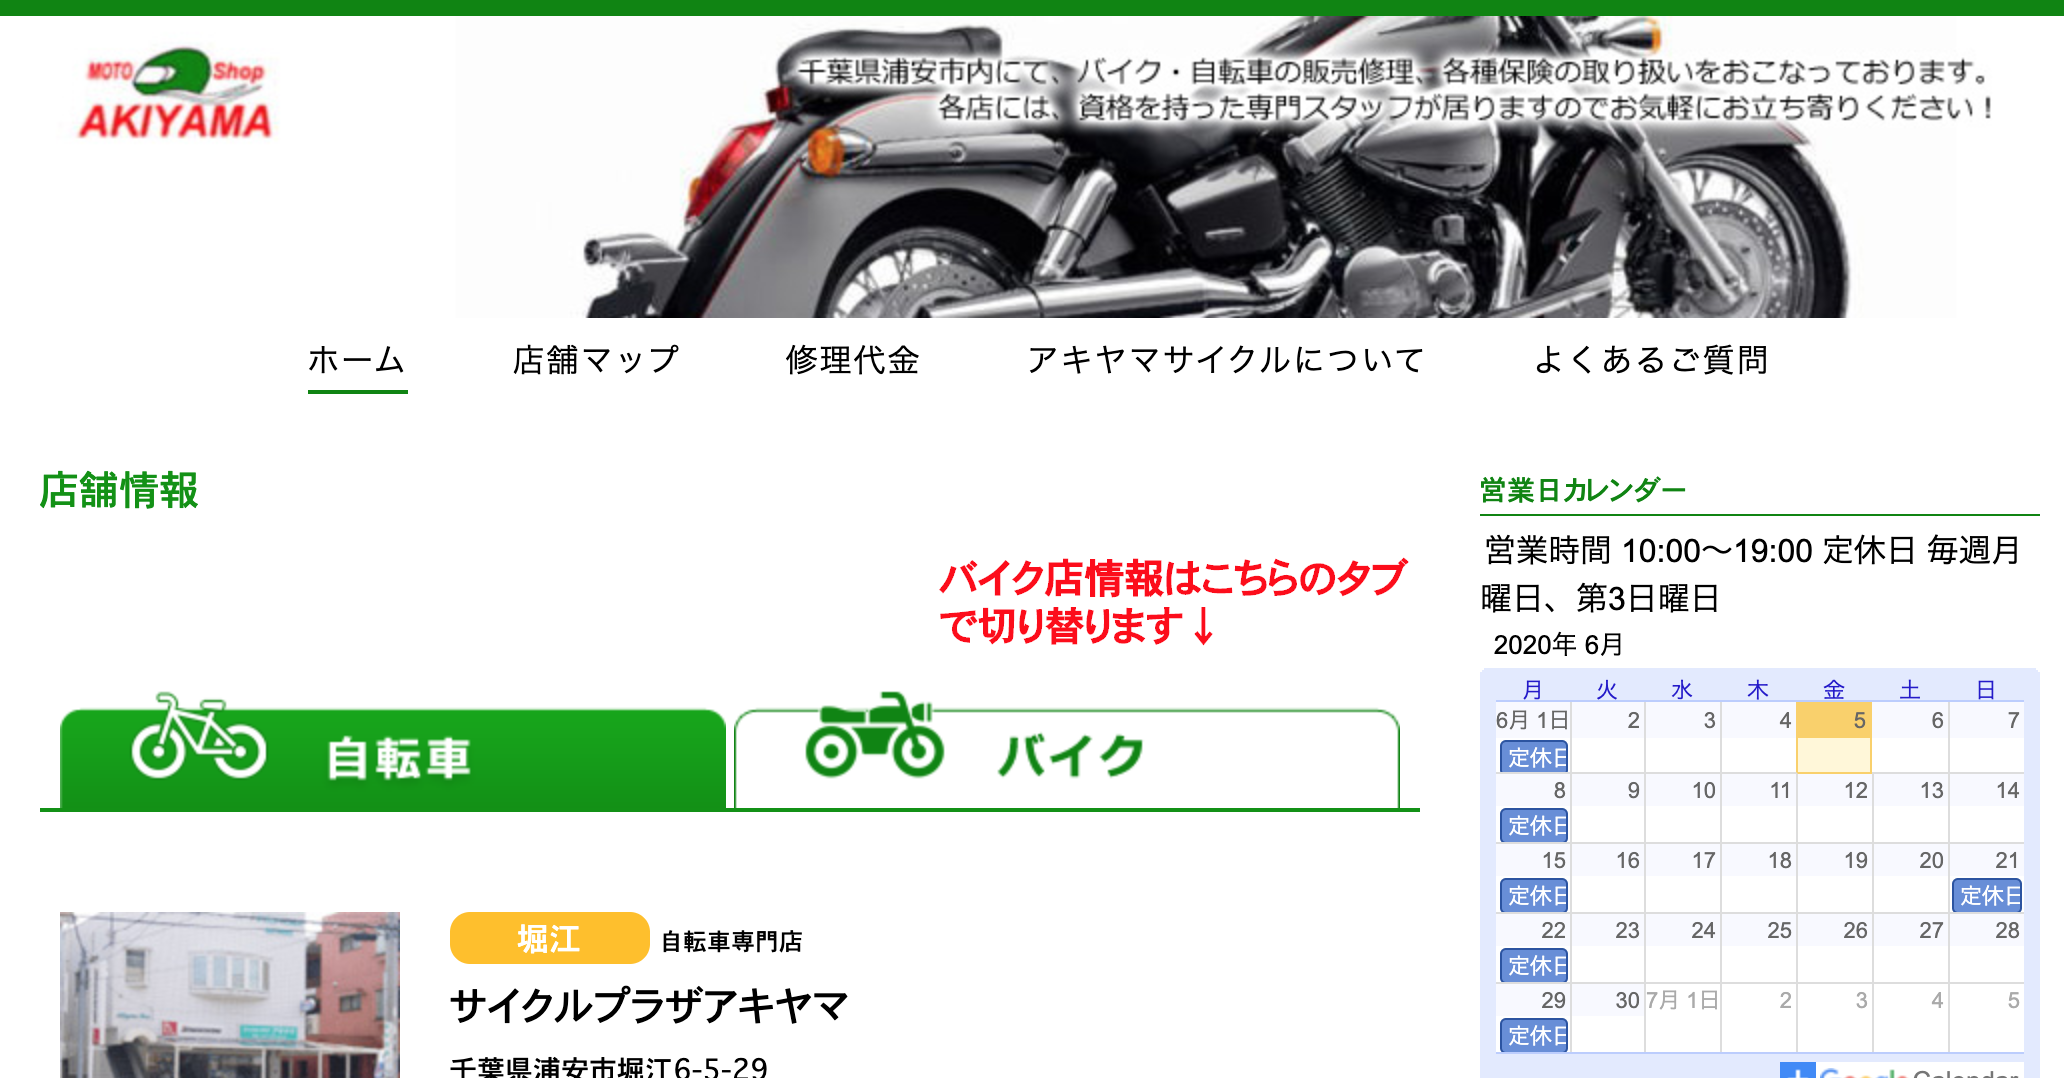 MOTO Shop
AKIYAMA
千葉県浦安市内にて、バイク・自転車の販売修理、各種保険の取り扱いをおこなっております。
各店には、資格を持った専門スタッフが居りますのでお気軽にお立ち寄りください！
ホーム 店舗マップ 修理代金 アキヤマサイクルについて よくあるご質問
店舗情報
バイク店情報はこちらのタブ
で切り替ります↓
自転車 バイク
堀江 自転車専門店
サイクルプラザアキヤマ
千葉県浦安市堀江6-5-29
営業日カレンダー
営業時間 10:00〜19:00 定休日 毎週月
曜日、第3日曜日
2020年 6月
月 火 水 木 金 土 日
6月 1日 2 3 4 5 6 7
定休日
8 9 10 11 12 13 14
定休日
15 16 17 18 19 20 21
定休日 定休日
22 23 24 25 26 27 28
定休日
29 30 7月 1日 2 3 4 5
定休日
Google Calendar